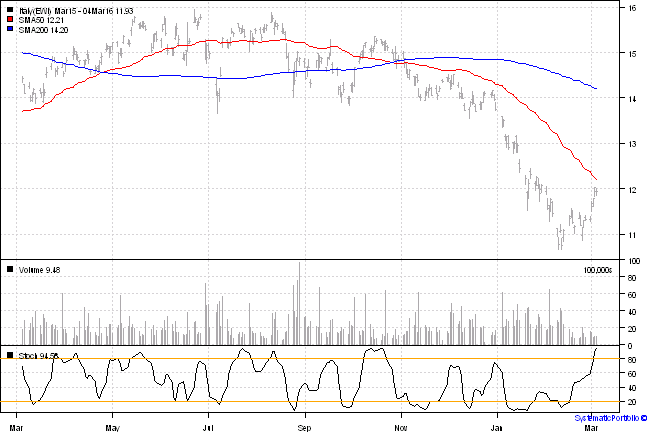 Italy(EWI) Mar15 - 04Mar16 11.93
SMA50 12.21
SMA200 14.20
16
15
14
13
12
11
Volume 9.48
100,000s
100
80
60
40
20
0
Stoch 94.56
80
60
40
20
Mar May Jul Sep Nov Jan Mar
SystematicPortfolio ©